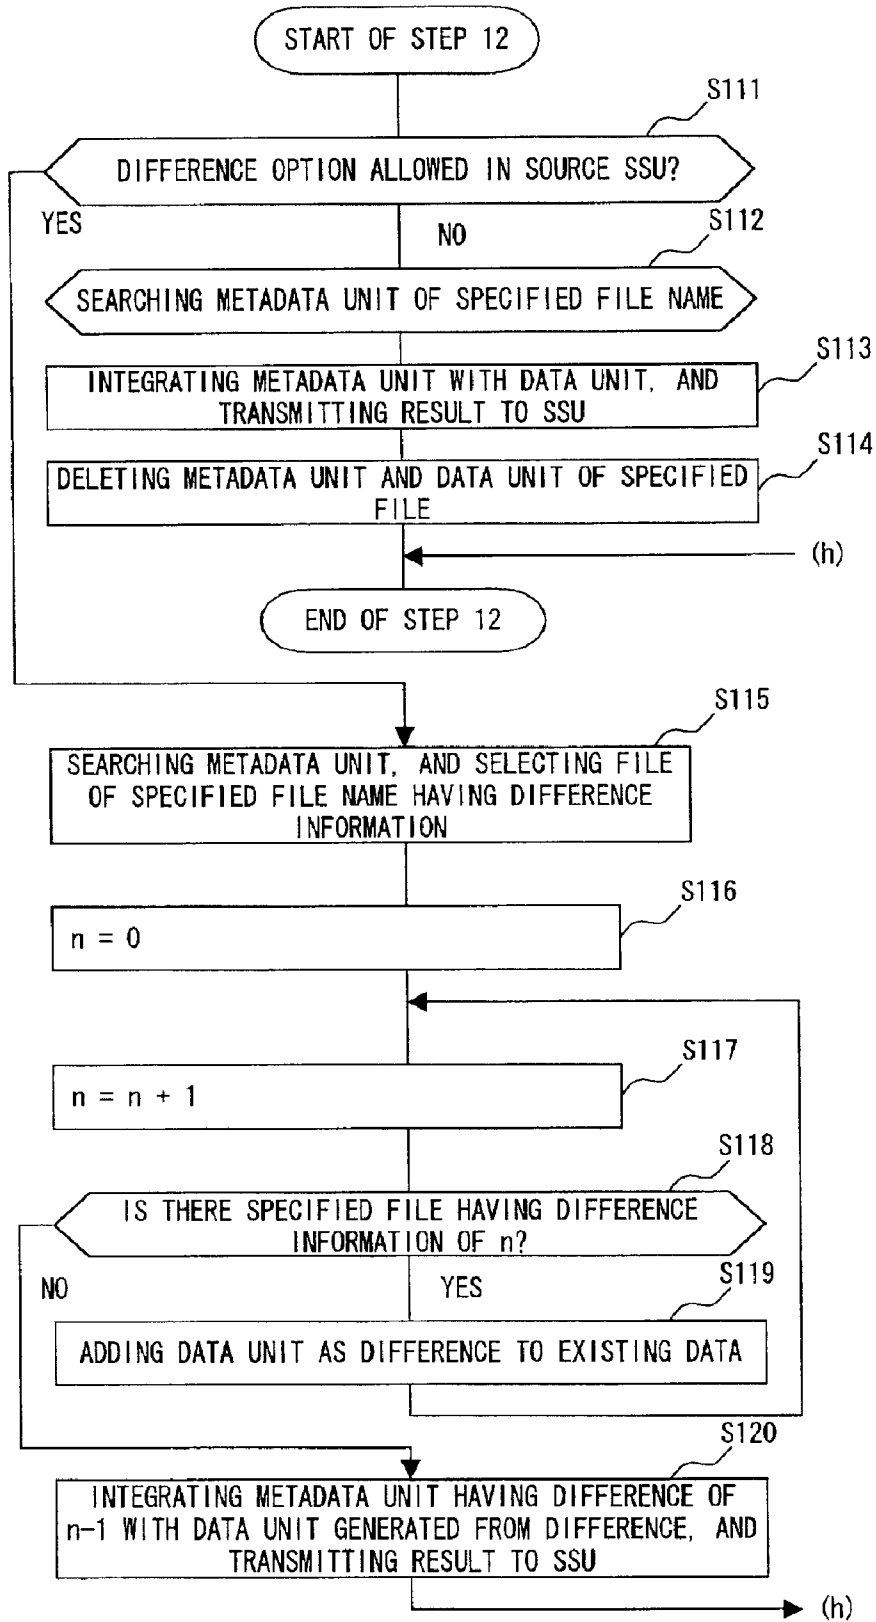 START OF STEP 12
S111
DIFFERENCE OPTION ALLOWED IN SOURCE SSU?
YES
NO
S112
SEARCHING METADATA UNIT OF SPECIFIED FILE NAME
S113
INTEGRATING METADATA UNIT WITH DATA UNIT, AND
TRANSMITTING RESULT TO SSU
S114
DELETING METADATA UNIT AND DATA UNIT OF SPECIFIED
FILE
(h)
END OF STEP 12
S115
SEARCHING METADATA UNIT, AND SELECTING FILE
OF SPECIFIED FILE NAME HAVING DIFFERENCE
INFORMATION
S116
n = 0
S117
n = n + 1
S118
IS THERE SPECIFIED FILE HAVING DIFFERENCE
INFORMATION OF n?
NO
YES
S119
ADDING DATA UNIT AS DIFFERENCE TO EXISTING DATA
S120
INTEGRATING METADATA UNIT HAVING DIFFERENCE OF
n-1 WITH DATA UNIT GENERATED FROM DIFFERENCE, AND
TRANSMITTING RESULT TO SSU
(h)